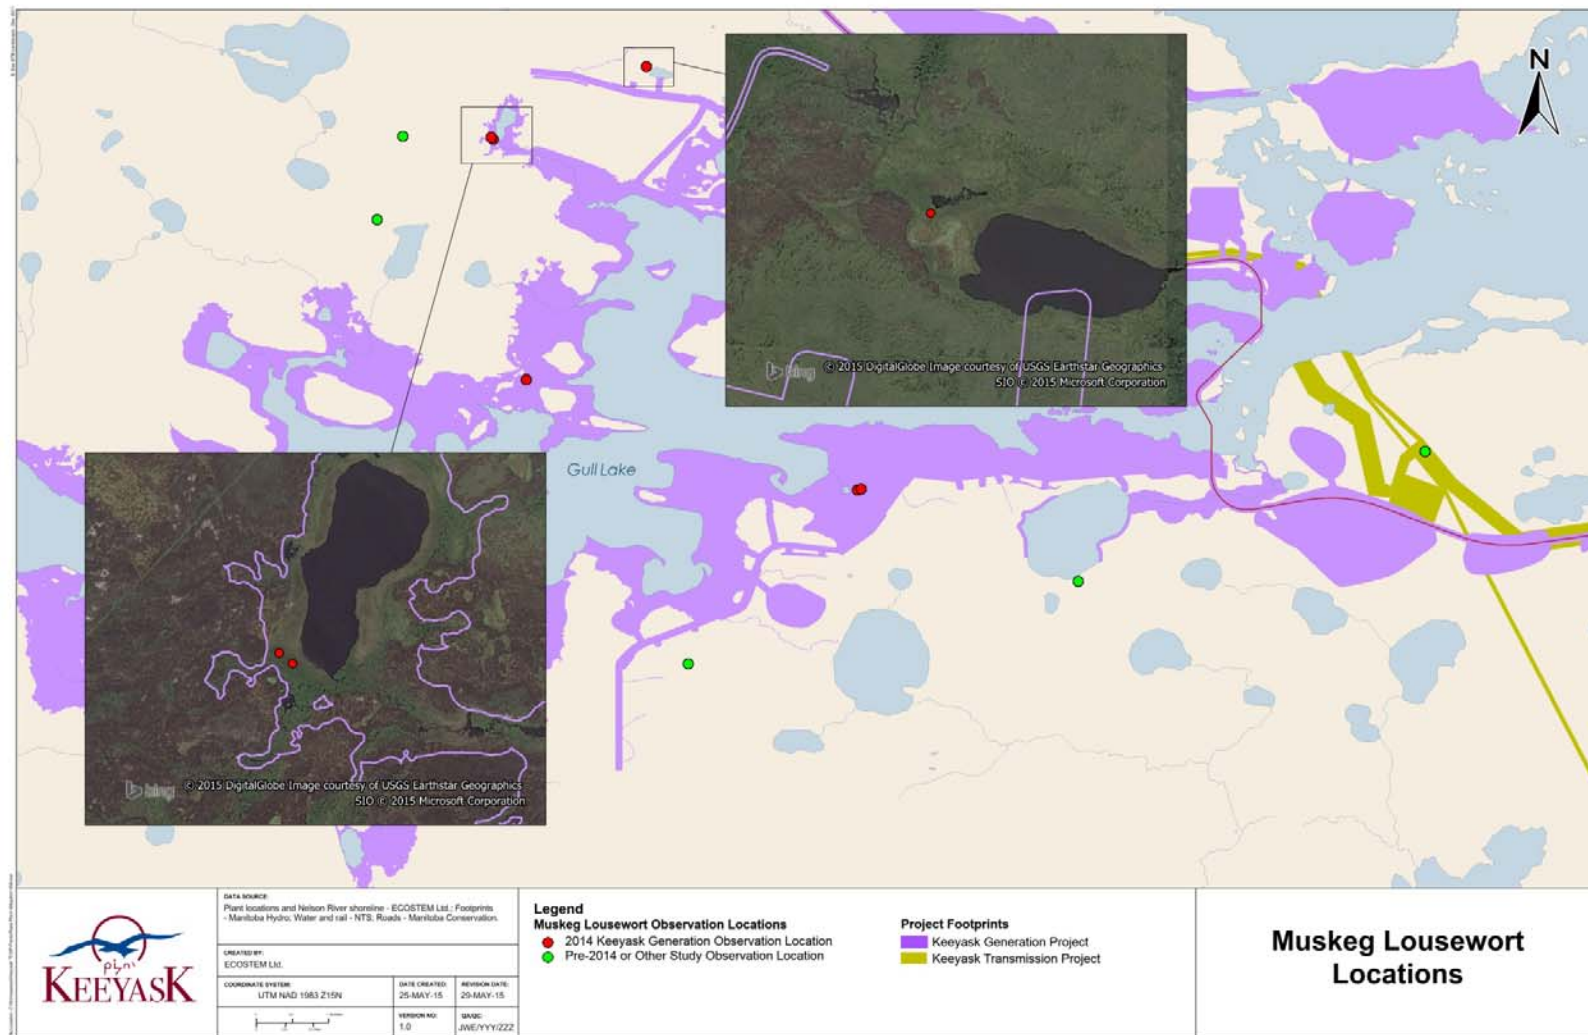 N
© 2015 DigitalGlobe Image courtesy of USGS Earthstar Geographics
SIO © 2015 Microsoft Corporation
bing
Gull Lake
© 2015 DigitalGlobe Image courtesy of USGS Earthstar Geographics
SIO © 2015 Microsoft Corporation
bing
KEEYASK
DATA SOURCE:
Plant locations and Nelson River shoreline - ECOSTEM Ltd.; Footprints
- Manitoba Hydro; Water and rail - NTS; Roads - Manitoba Conservation.
CREATED BY:
ECOSTEM Ltd.
COORDINATE SYSTEM:
UTM NAD 1983 Z15N
DATE CREATED:
25-MAY-15
REVISION DATE:
29-MAY-15
VERSION NO:
1.0
QA/QC:
JWE/YYY/ZZZ
Legend
Muskeg Lousewort Observation Locations
2014 Keeyask Generation Observation Location
Pre-2014 or Other Study Observation Location
Project Footprints
Keeyask Generation Project
Keeyask Transmission Project
Muskeg Lousewort
Locations